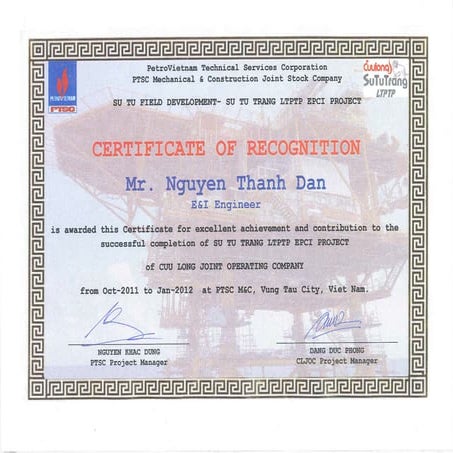 PetroVietnam Technical Services Corporation
PTSC Mechanical & Construction Joint Stock Company
PETROVIETNAM
PTSC
Cuulong
SuTuTrang
LTPTP
SU TU FIELD DEVELOPMENT- SU TU TRANG LTPTP EPCI PROJECT
CERTIFICATE OF RECOGNITION
Mr. Nguyen Thanh Dan
E&I Engineer
is awarded this Certificate for excellent achievement and contribution to the
successful completion of SU TU TRANG LTPTP EPCI PROJECT
of CUU LONG JOINT OPERATING COMPANY
from Oct-2011 to Jan-2012 at PTSC M&C, Vung Tau City, Viet Nam.
NGUYEN KHAC DUNG
PTSC Project Manager
DANG DUC PHONG
CLJOC Project Manager